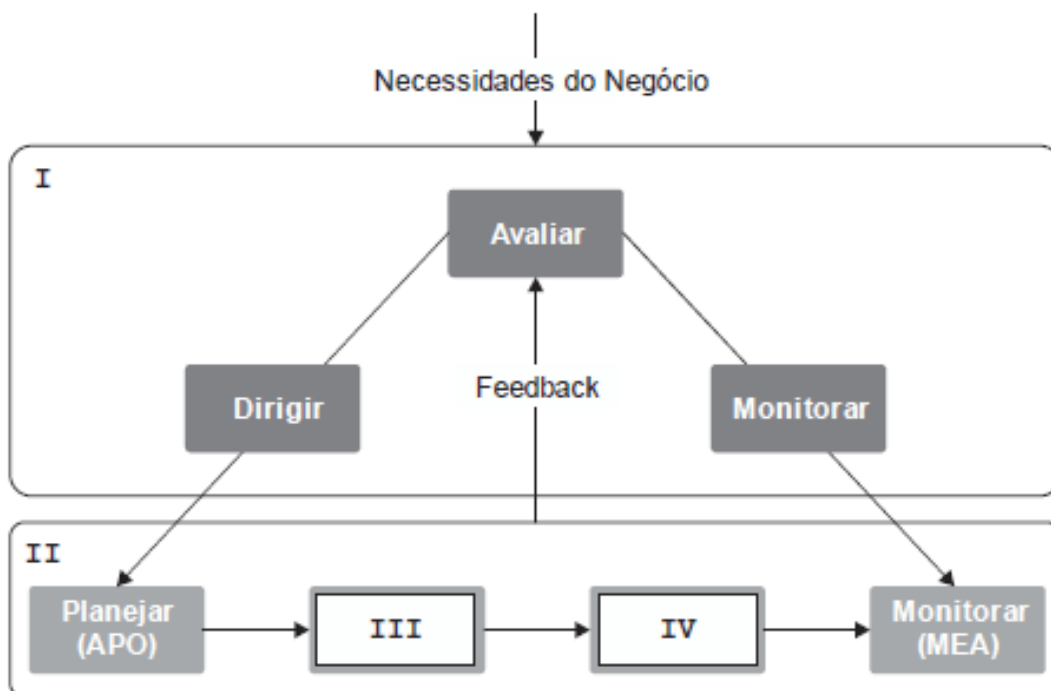 Necessidades do Negócio
I
Avaliar
Dirigir
Feedback
Monitorar
II
Planejar
(APO)
III
IV
Monitorar
(MEA)